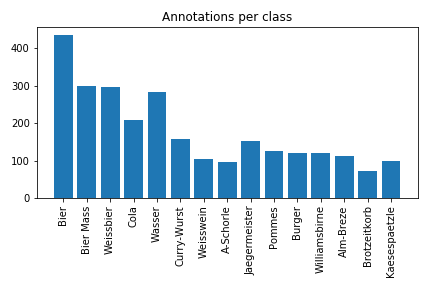 Annotations per class
400
300
200
100
0
Bier
Bier Mass
Weissbier
Cola
Wasser
Curry-Wurst
Weisswein
A-Schorle
Jaegermeister
Pommes
Burger
Williamsbirne
Alm-Breze
Brotzeitkorb
Kaesespaetzle